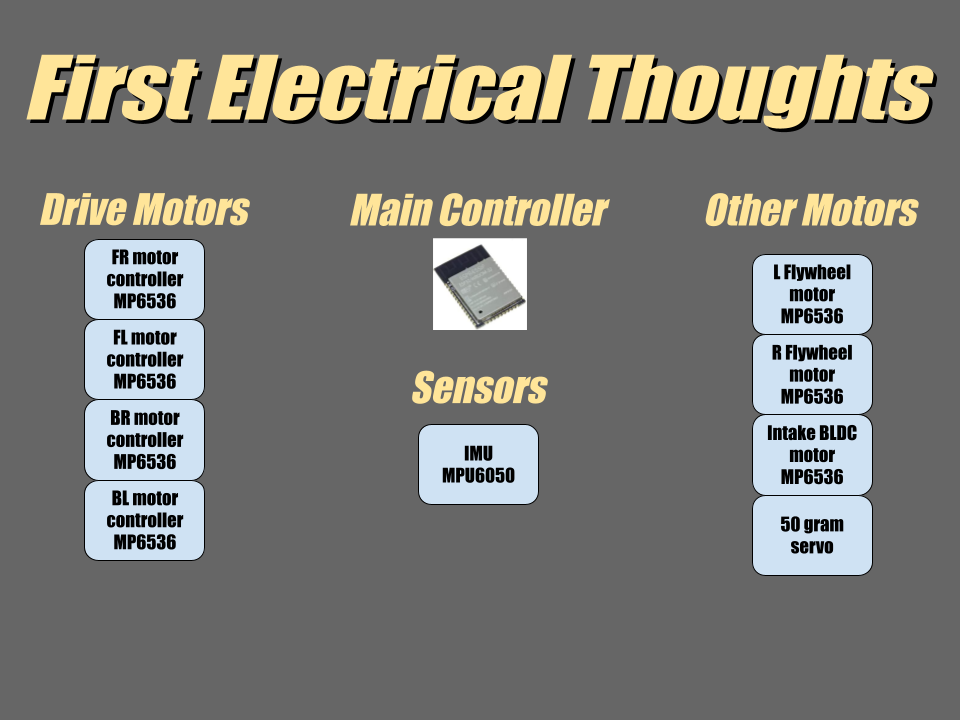 First Electrical Thoughts
Drive Motors
FR motor
controller
MP6536
FL motor
controller
MP6536
BR motor
controller
MP6536
BL motor
controller
MP6536
Main Controller
Sensors
IMU
MPU6050
Other Motors
L Flywheel
motor
MP6536
R Flywheel
motor
MP6536
Intake BLDC
motor
MP6536
50 gram
servo